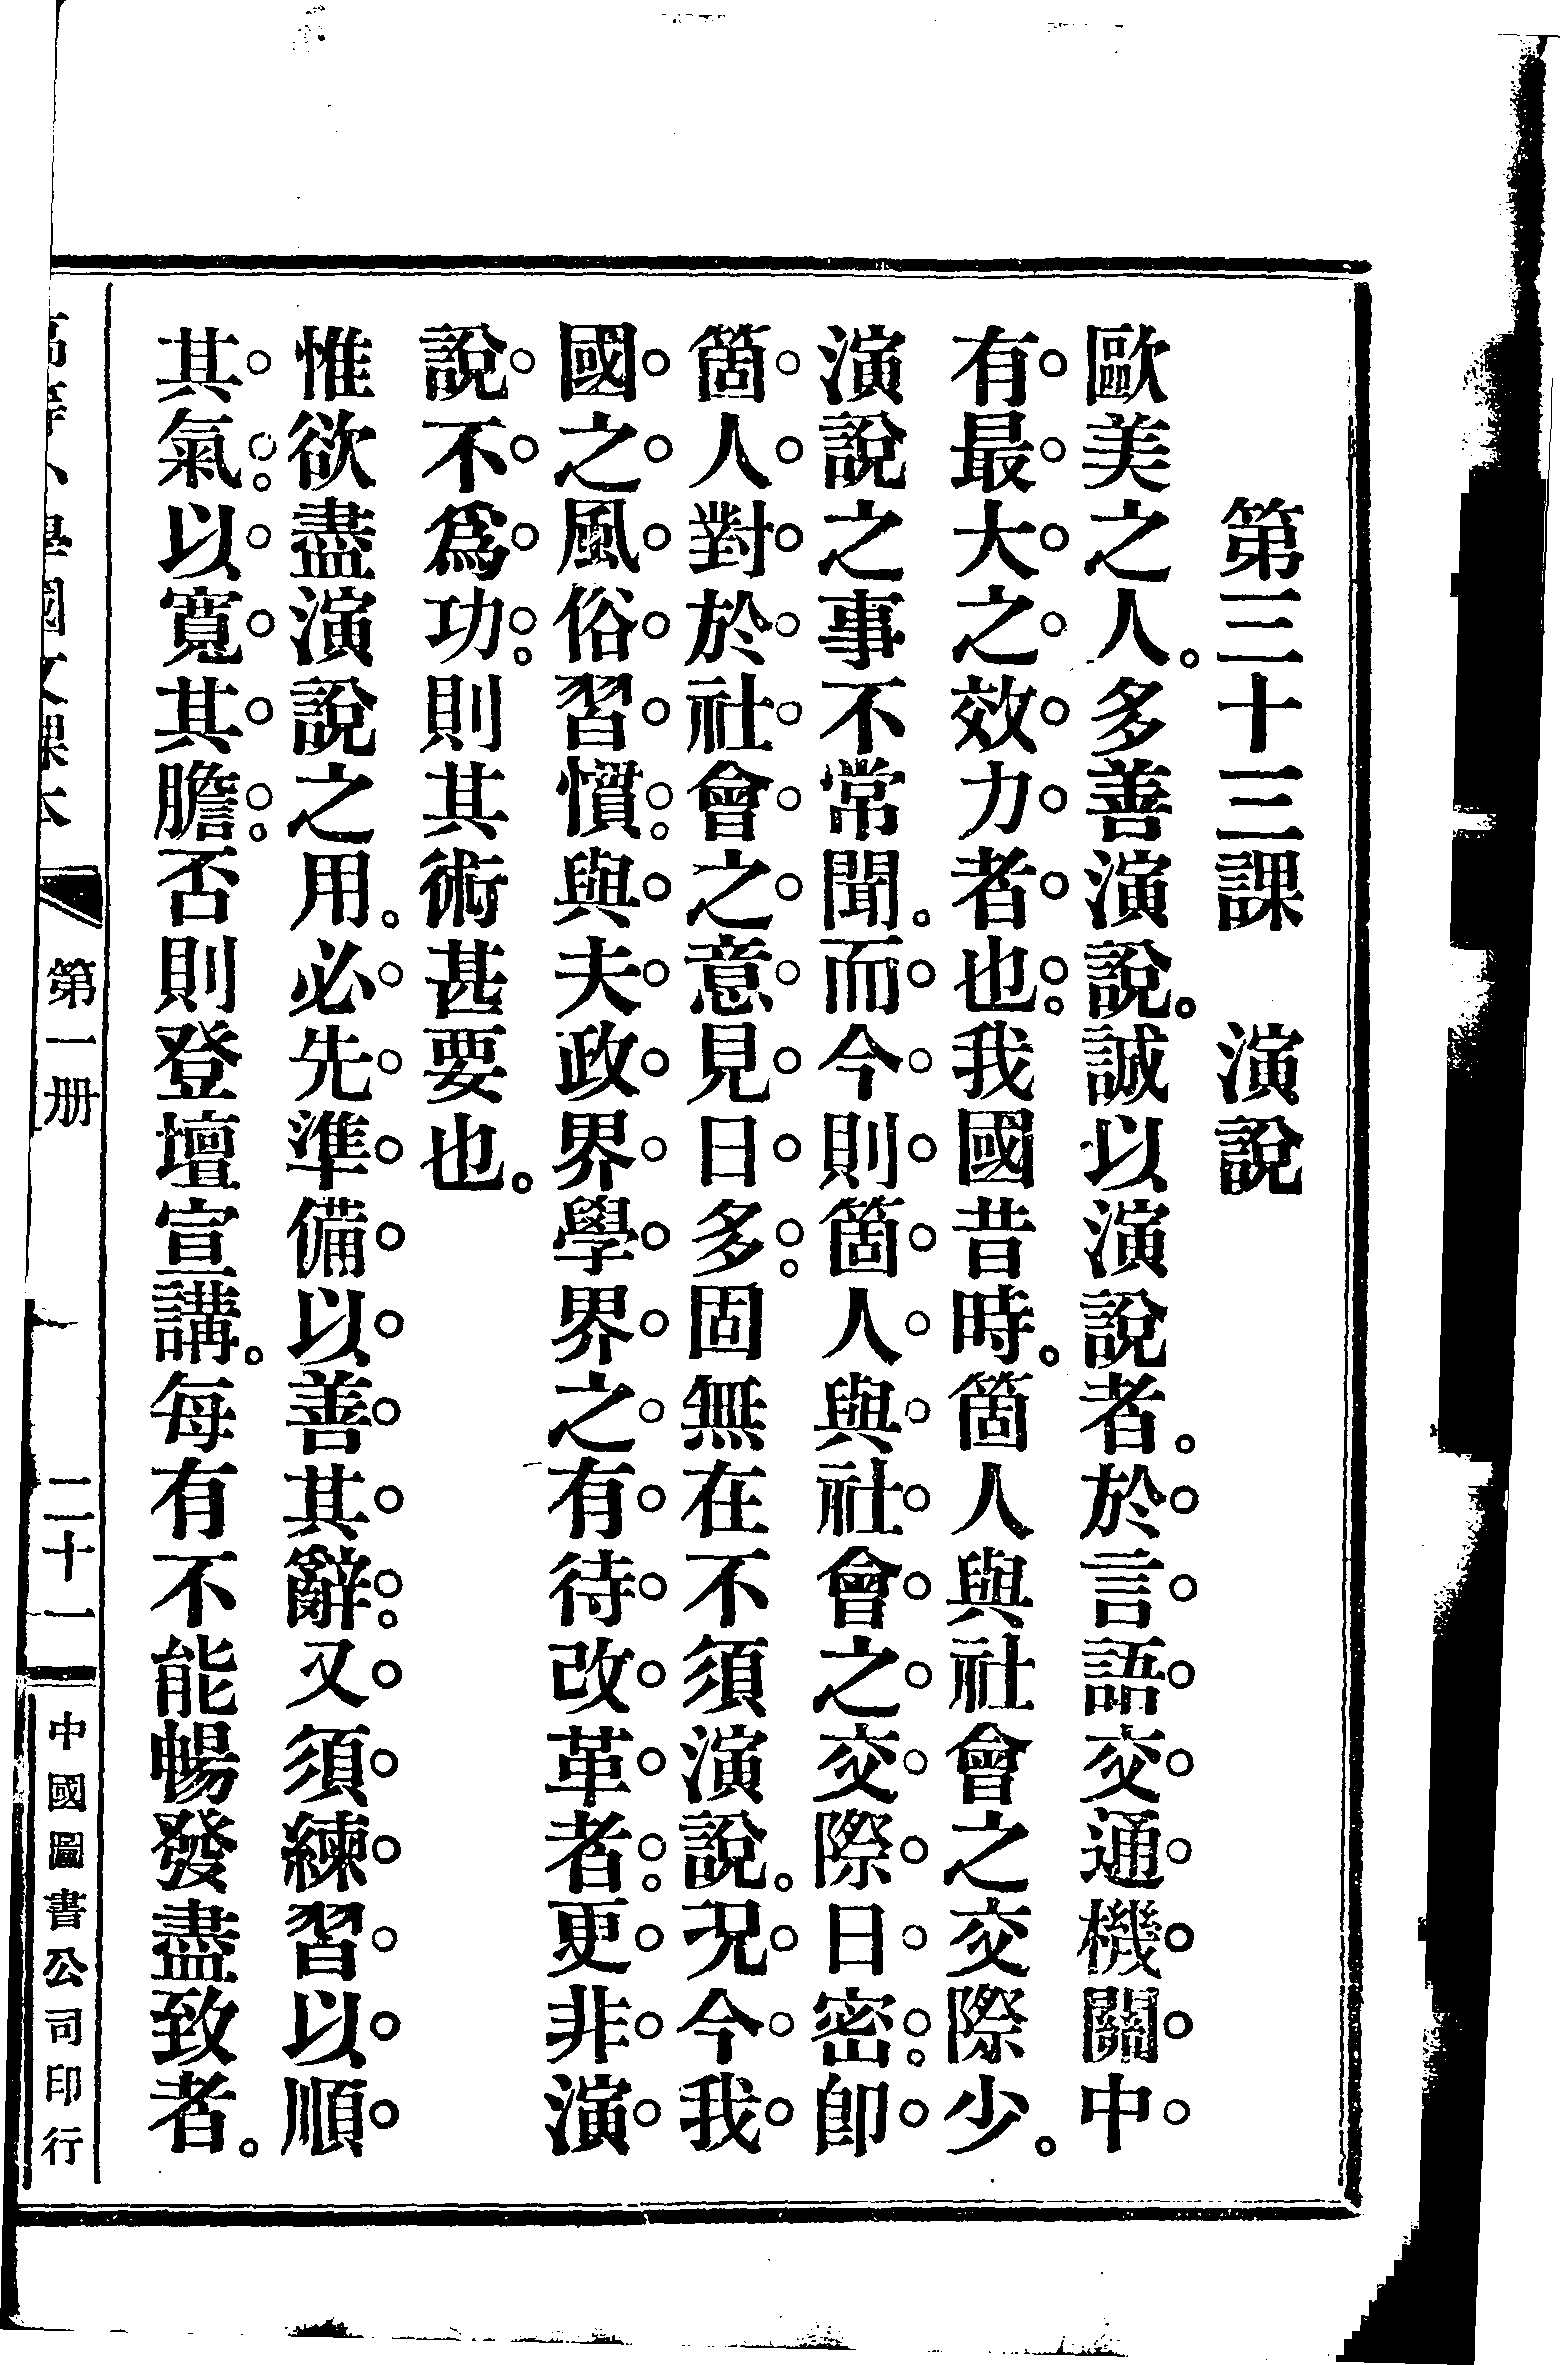 第三十三課　演說
歐美之人。多善演說。誠以演說者。於言語交通機關中
有最大之效力者也。我國昔時。箇人與社會之交際少。
演說之事不常聞。而今則箇人與社會之交際日密。卽
箇人對於社會之意見日多。固無在不須演說。况今我
國之風俗習慣。與夫政界學界之有待改革者。更非演
說不爲功。則其術甚要也。
惟欲盡演說之用。必先準備以善其辭。又須練習以順
其氣。以寬其膽。否則登壇宣講。每有不能暢發盡致者。
高等小學國文課本　第一册　二十一　中國圖書公司印行